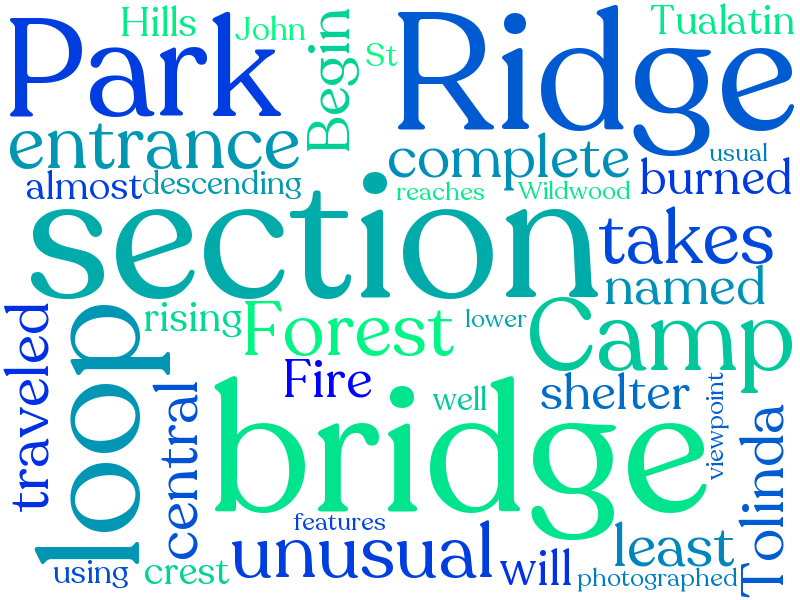 Park
Hills
John
Begin
St
Ridge
Tualatin
entrance
complete
usual
almost
descending
reaches
Wildwood
burned
section
takes
named
traveled
loop
rising
Forest
lower
Camp
Fire
central
well
shelter
viewpoint
bridge
Tolinda
features
unusual
will
least
using
crest
photographed